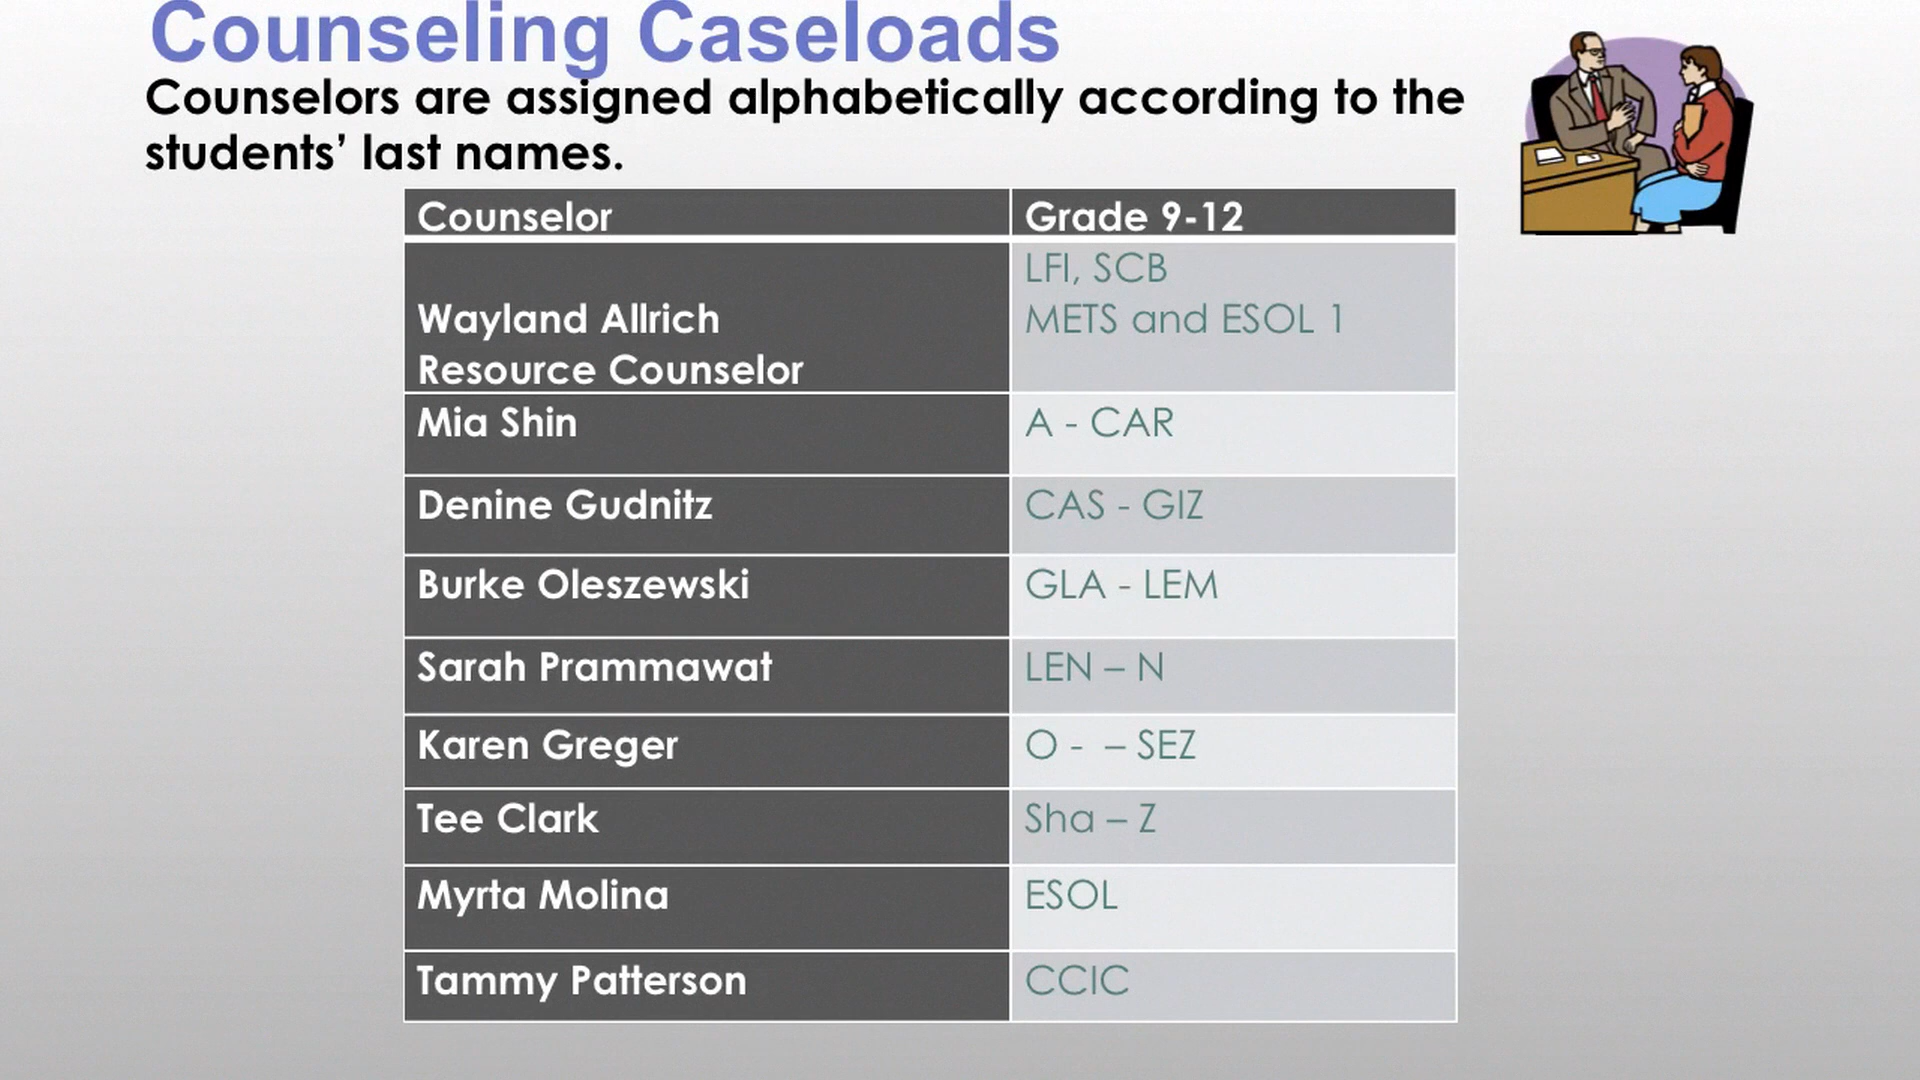 Counseling Caseloads
Counselors are assigned alphabetically according to the
students’ last names.
Counselor
Grade 9-12
Wayland Allrich
Resource Counselor
LFI, SCB
METS and ESOL 1
Mia Shin
A - CAR
Denine Gudnitz
CAS - GIZ
Burke Oleszewski
GLA - LEM
Sarah Prammawat
LEN – N
Karen Greger
O -  – SEZ
Tee Clark
Sha – Z
Myrta Molina
ESOL
Tammy Patterson
CCIC